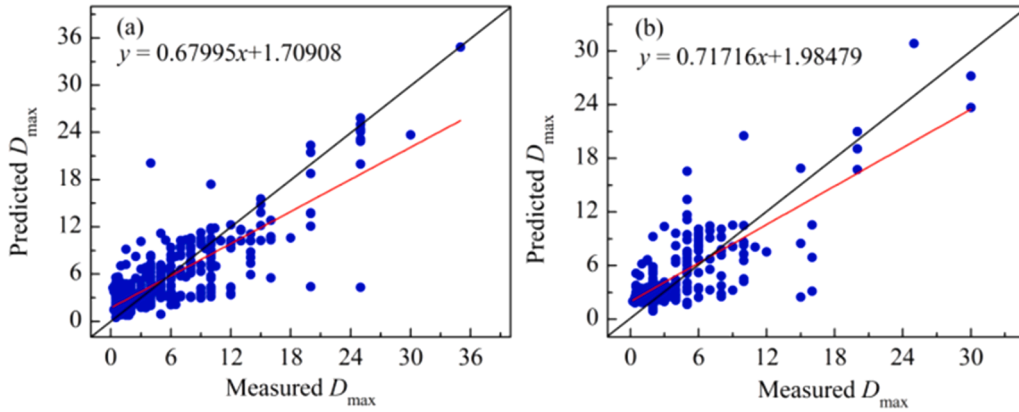 (a)
y = 0.67995x+1.70908
36
30
24
18
12
6
0
Predicted Dmax
0 6 12 18 24 30 36
Measured Dmax
(b)
y = 0.71716x+1.98479
30
24
18
12
6
0
Predicted Dmax
0 6 12 18 24 30
Measured Dmax